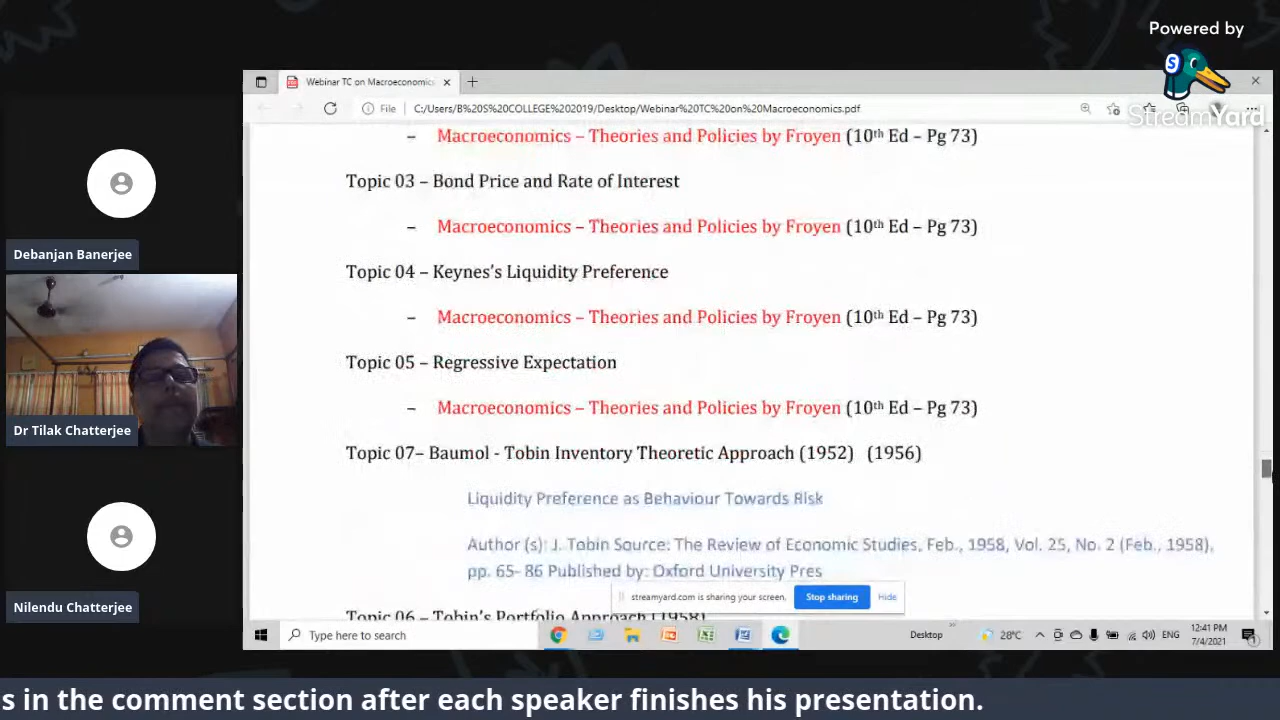 Powered by
StreamYard
Webinar TC on Macroeconomics
File C:/Users/B%20S%20COLLEGE%202019/Desktop/Webinar%20TC%20on%20Macroeconomics.pdf
– Macroeconomics – Theories and Policies by Froyen (10th Ed – Pg 73)
Topic 03 – Bond Price and Rate of Interest
– Macroeconomics – Theories and Policies by Froyen (10th Ed – Pg 73)
Topic 04 – Keynes's Liquidity Preference
– Macroeconomics – Theories and Policies by Froyen (10th Ed – Pg 73)
Topic 05 – Regressive Expectation
– Macroeconomics – Theories and Policies by Froyen (10th Ed – Pg 73)
Topic 07– Baumol - Tobin Inventory Theoretic Approach (1952) (1956)
Liquidity Preference as Behaviour Towards Risk
Author (s): J. Tobin Source: The Review of Economic Studies, Feb., 1958, Vol. 25, No. 2 (Feb., 1958),
pp. 65- 86 Published by: Oxford University Pres
Topic 06 – Tobin's Portfolio Approach (1958)
streamyard.com is sharing your screen. Stop sharing Hide
Type here to search
Desktop
28°C
ENG
12:41 PM
7/4/2021
Debanjan Banerjee
Dr Tilak Chatterjee
Nilendu Chatterjee
s in the comment section after each speaker finishes his presentation.